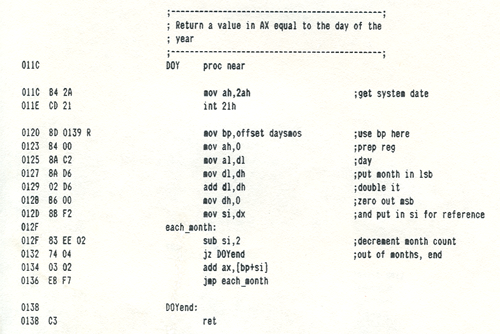 ;-----------------------------------------------;
; Return a value in AX equal to the day of the
; year
;-----------------------------------------------;
011C DOY proc near
011C B4 2A mov ah,2ah ;get system date
011E CD 21 int 21h
0120 BD 0139 R mov bp,offset daysmos ;use bp here
0123 B4 00 mov ah,0 ;prep reg
0125 8A C2 mov al,dl ;day
0127 8A D6 mov dl,dh ;put month in lsb
0129 02 D6 add dl,dh ;double it
012B B6 00 mov dh,0 ;zero out msb
012D 8B F2 mov si,dx ;and put in si for reference
012F each_month:
012F 83 EE 02 sub si,2 ;decrement month count
0132 74 04 jz DOYend ;out of months, end
0134 03 02 add ax,[bp+si]
0136 EB F7 jmp each_month
0138 DOYend:
0138 C3 ret